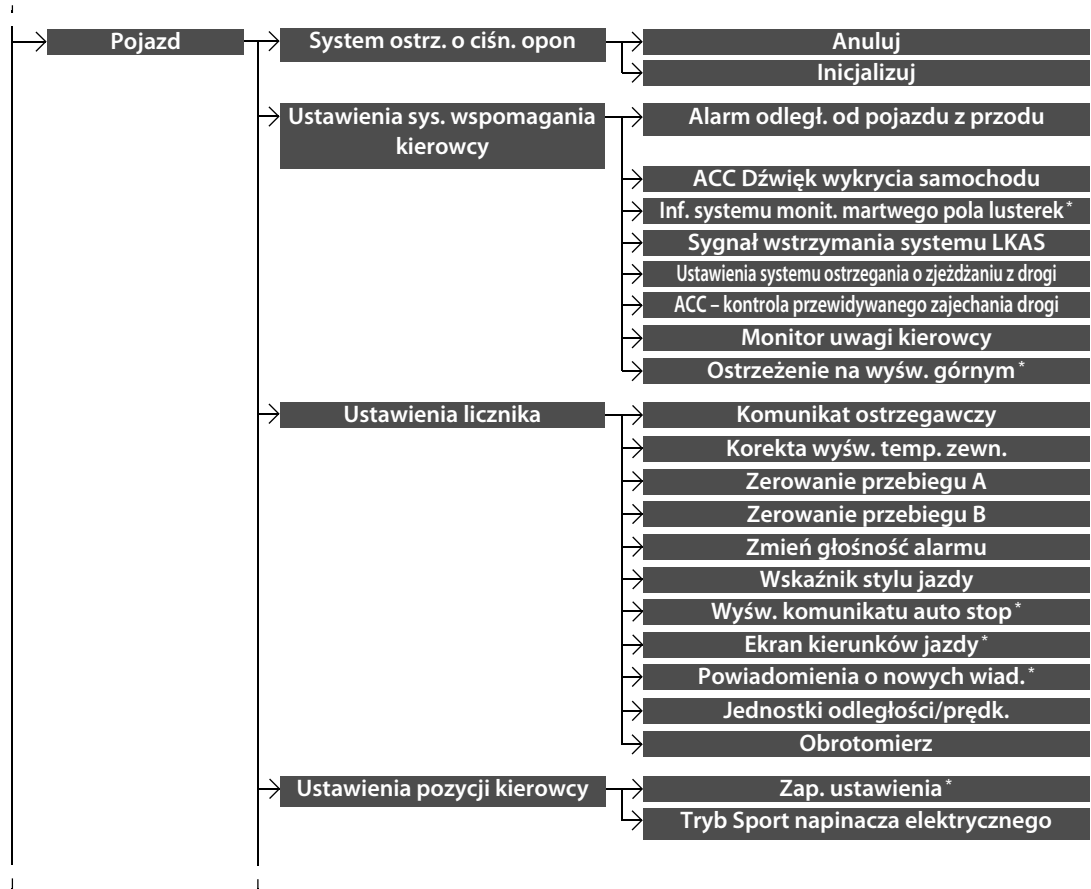 Pojazd
System ostrz. o ciśn. opon
Anuluj
Inicjalizuj
Ustawienia sys. wspomagania
kierowcy
Alarm odległ. od pojazdu z przodu
ACC Dźwięk wykrycia samochodu
Inf. systemu monit. martwego pola lusterek*
Sygnał wstrzymania systemu LKAS
Ustawienia systemu ostrzegania o zjeżdżaniu z drogi
ACC – kontrola przewidywanego zajechania drogi
Monitor uwagi kierowcy
Ostrzeżenie na wyśw. górnym*
Ustawienia licznika
Komunikat ostrzegawczy
Korekta wyśw. temp. zewn.
Zerowanie przebiegu A
Zerowanie przebiegu B
Zmień głośność alarmu
Wskaźnik stylu jazdy
Wyśw. komunikatu auto stop*
Ekran kierunków jazdy*
Powiadomienia o nowych wiad.*
Jednostki odległości/prędk.
Obrotomierz
Ustawienia pozycji kierowcy
Zap. ustawienia*
Tryb Sport napinacza elektrycznego